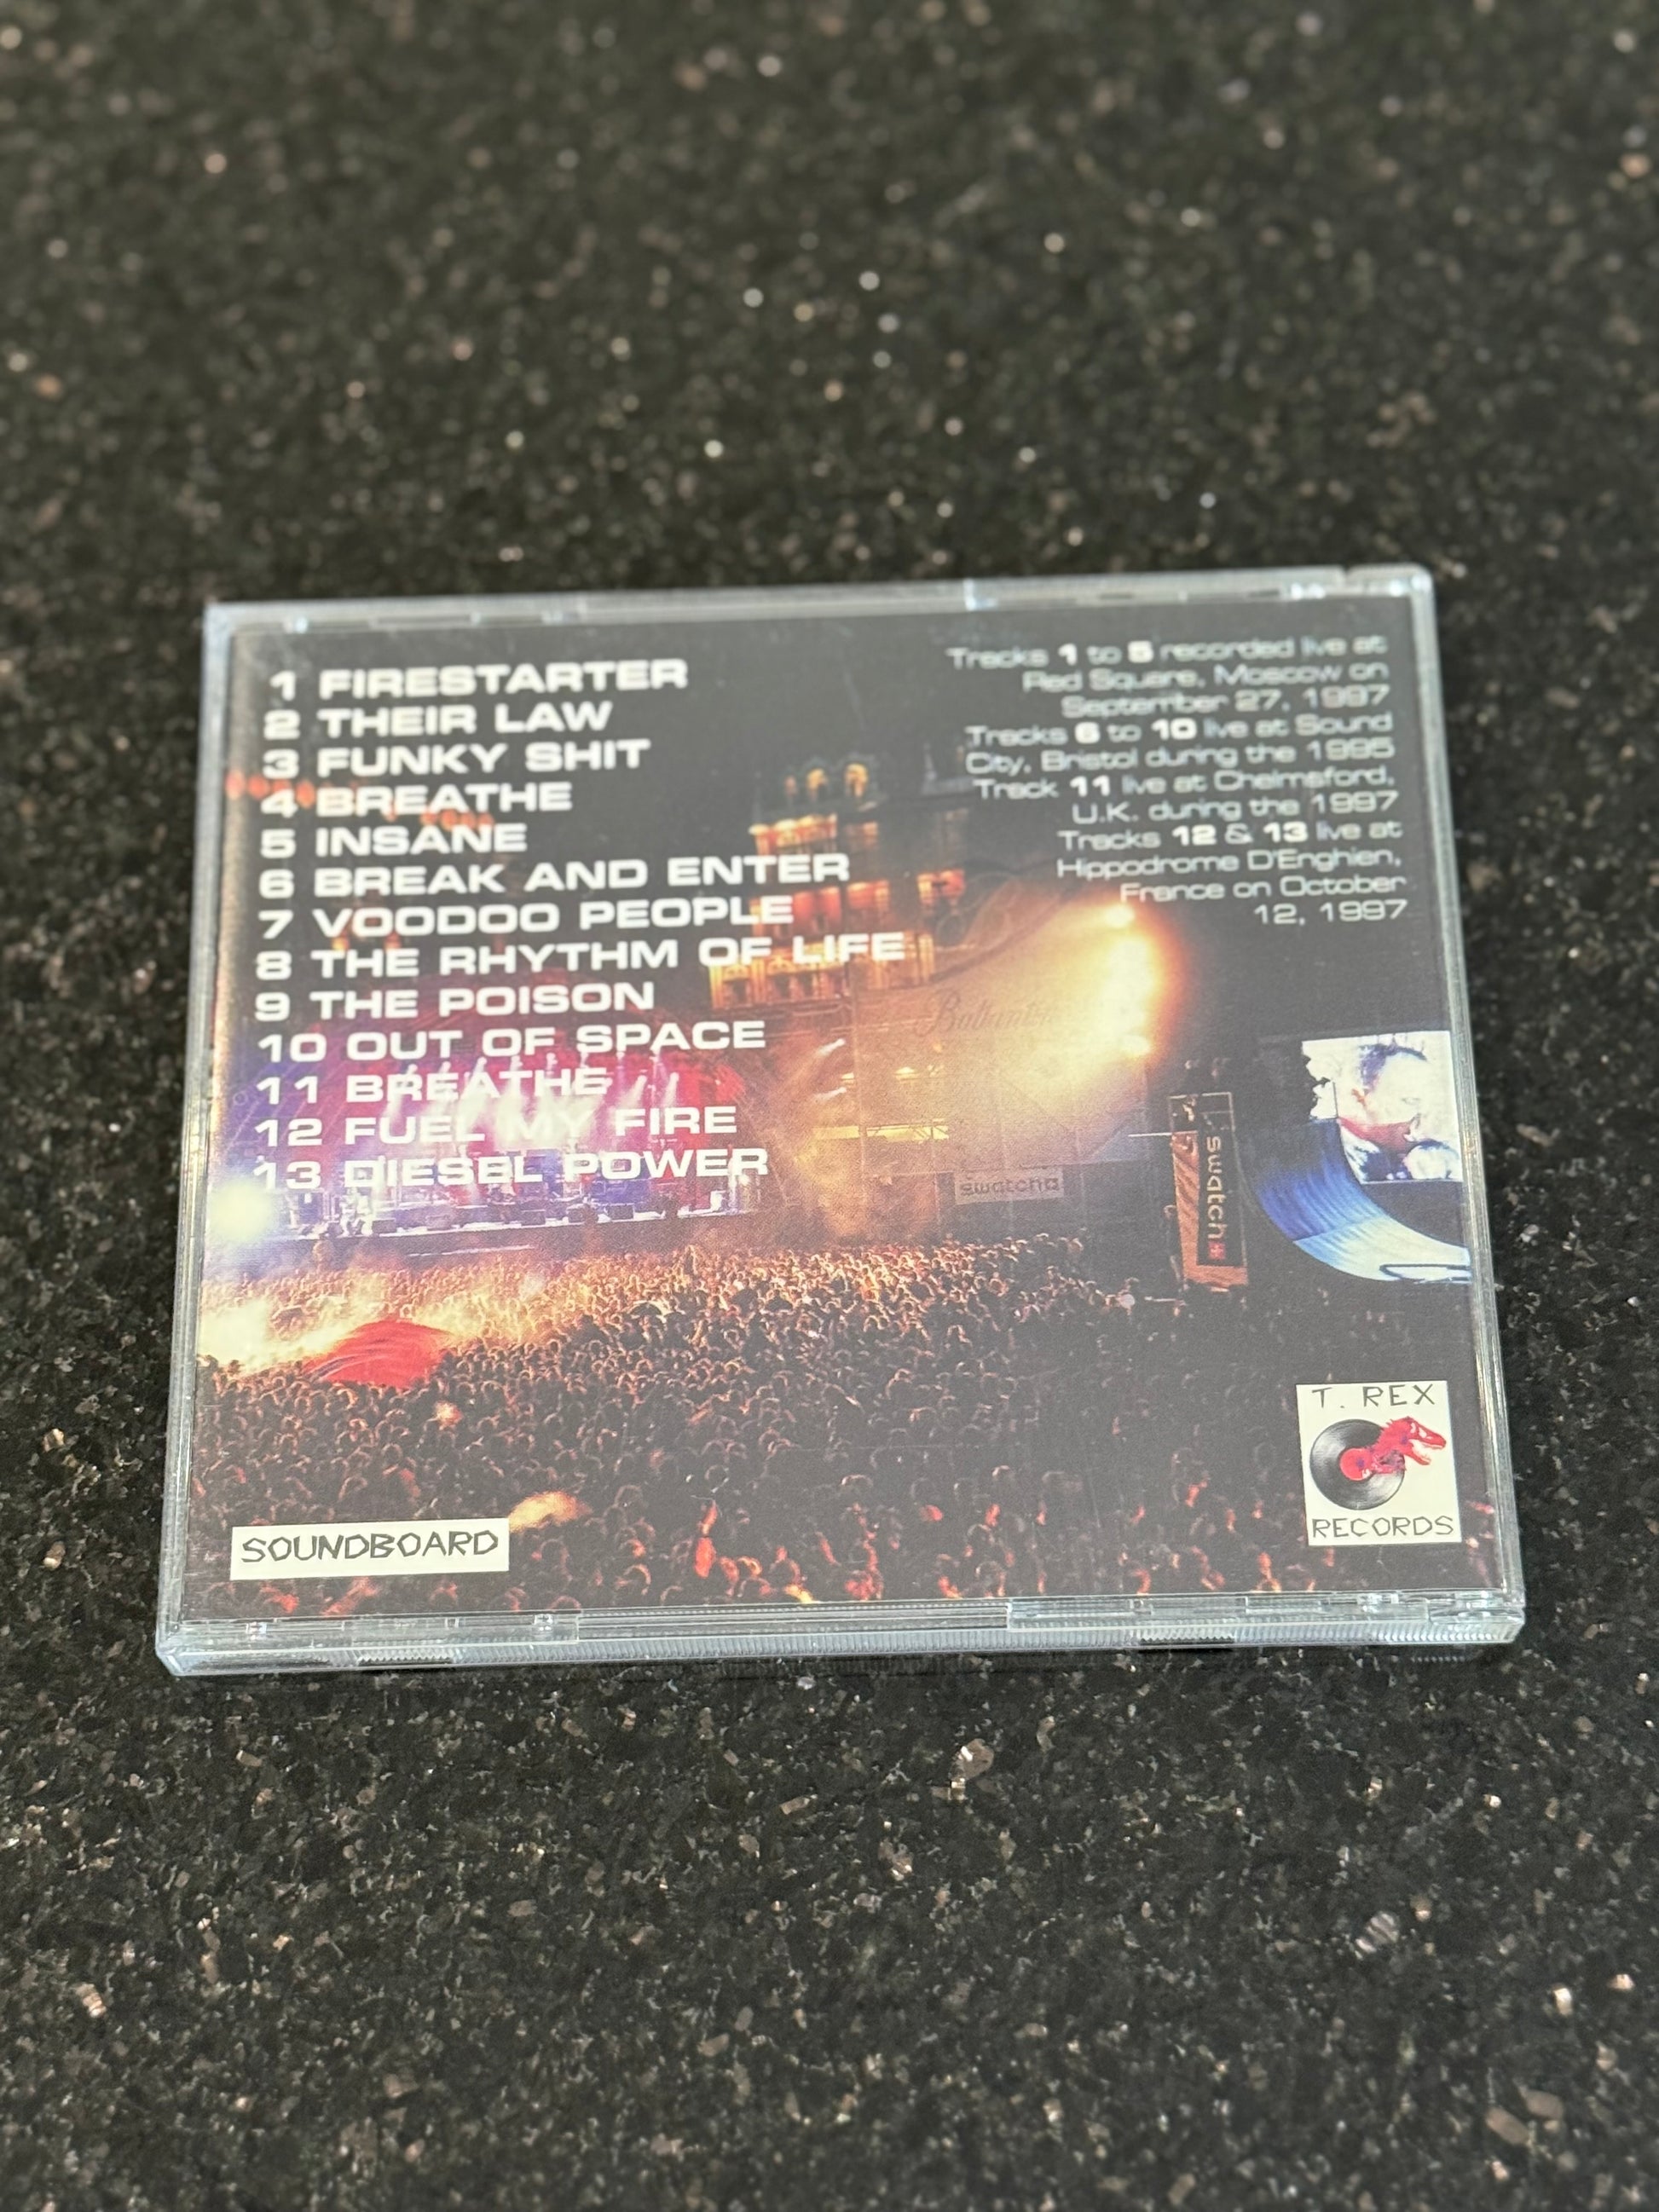 1 FIRESTARTER
2 THEIR LAW
3 FUNKY SHIT
4 BREATHE
5 INSANE
6 BREAK AND ENTER
7 VOODOO PEOPLE
8 THE RHYTHM OF LIFE
9 THE POISON
10 OUT OF SPACE
11 BREATHE
12 FUEL MY FIRE
13 DIESEL POWER
Tracks 1 to 5 recorded live at
Red Square, Moscow on
September 27, 1997
Tracks 6 to 10 live at Sound
City, Bristol during the 1995
Track 11 live at Chelmsford,
U.K. during the 1997
Tracks 12 & 13 live at
Hippodrome D'Enghien,
France on October
12, 1997
swatch
swatch
T. REX
RECORDS
SOUNDBOARD